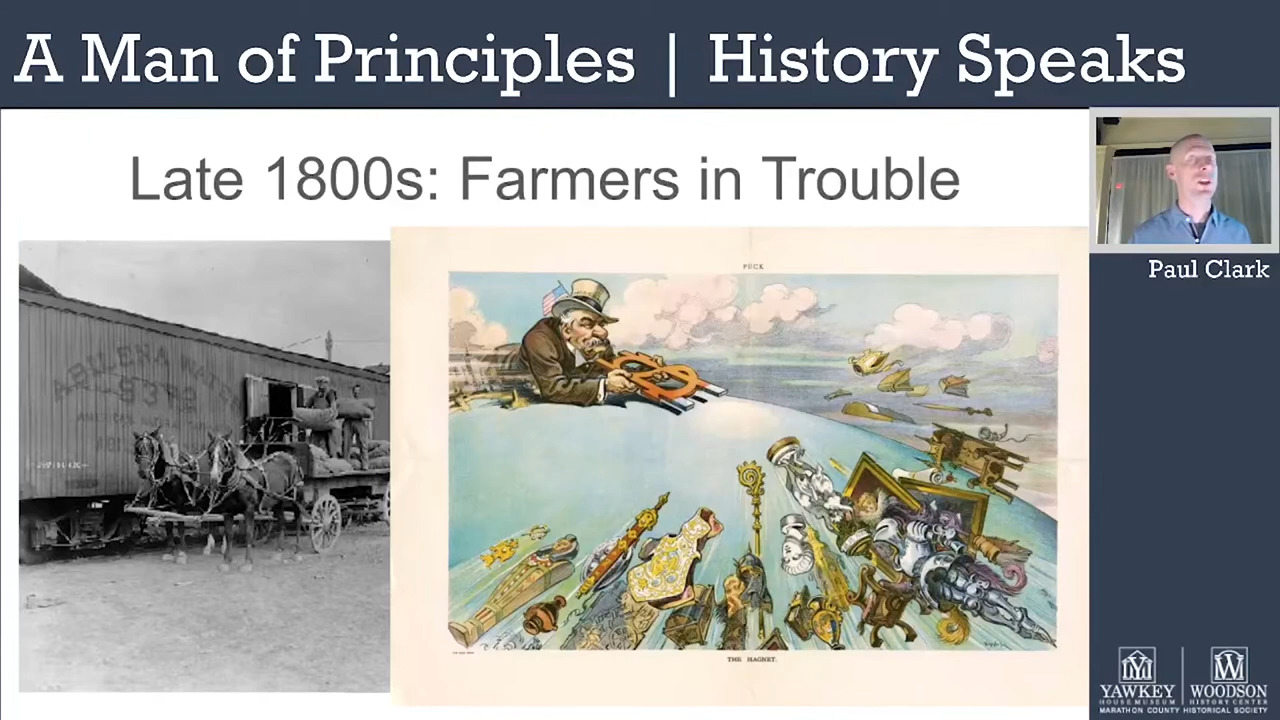 A Man of Principles | History Speaks
Late 1800s: Farmers in Trouble
Paul Clark
PUCK
THE MAGNET.
YAWKEY
HOUSE MUSEUM
WOODSON
HISTORY CENTER
MARATHON COUNTY HISTORICAL SOCIETY